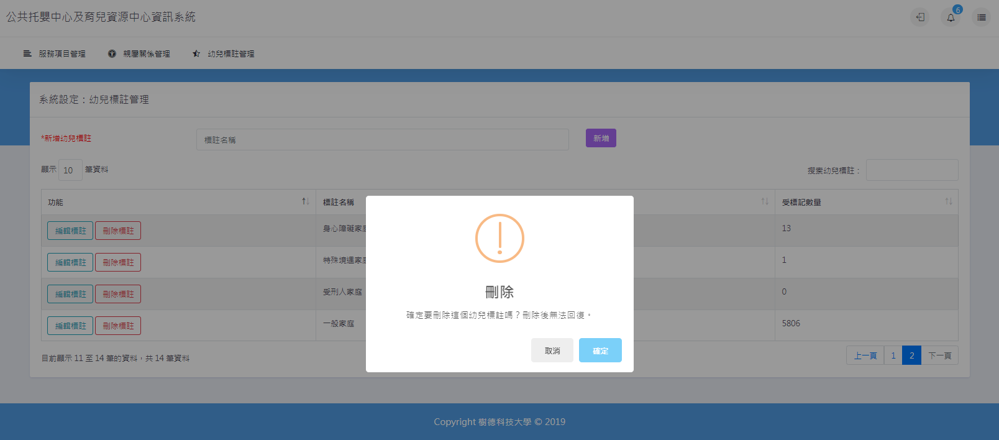 公共托嬰中心及育兒資源中心資訊系統
6
服務項目管理 親屬關係管理 幼兒標註管理
系統設定：幼兒標註管理
*新增幼兒標註 標註名稱 新增
顯示 10 筆資料 搜索幼兒標註：
功能 標註名稱 受標記數量
編輯標註 刪除標註 身心障礙家庭 13
編輯標註 刪除標註 特殊境遇家庭 1
編輯標註 刪除標註 受刑人家庭 0
編輯標註 刪除標註 一般家庭 5806
目前顯示 11 至 14 筆的資料，共 14 筆資料 上一頁 1 2 下一頁
刪除
確定要刪除這個幼兒標註嗎？刪除後無法回復。
取消 確定
Copyright 樹德科技大學 © 2019